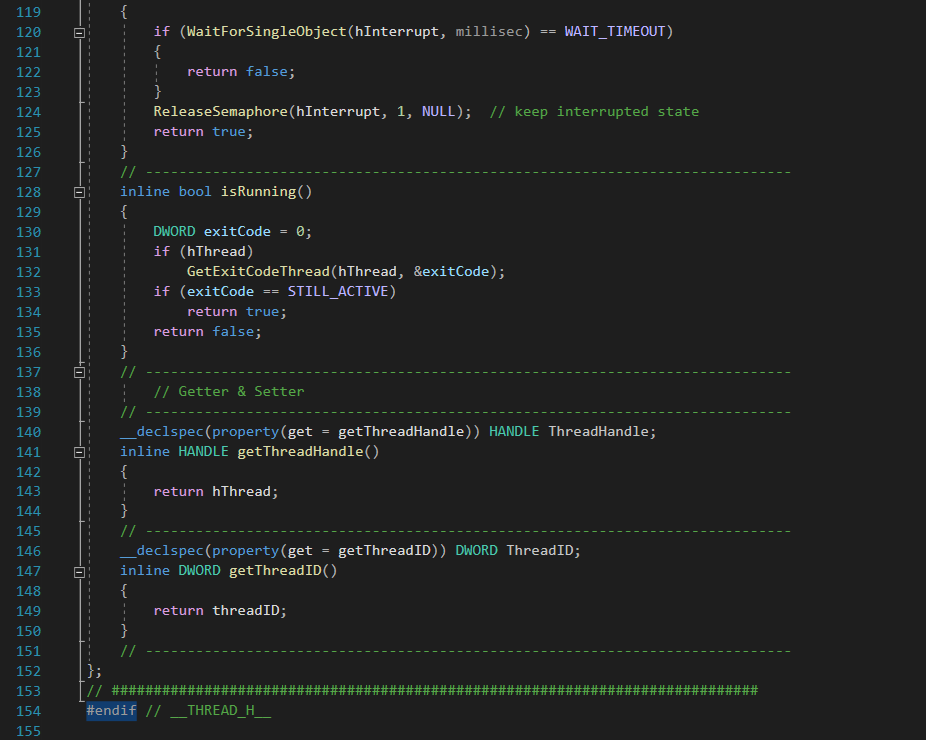 119 {
120 if (WaitForSingleObject(hInterrupt, millisec) == WAIT_TIMEOUT)
121 {
122 return false;
123 }
124 ReleaseSemaphore(hInterrupt, 1, NULL);  // keep interrupted state
125 return true;
126 }
127 // -----------------------------------------------------------------------------
128 inline bool isRunning()
129 {
130 DWORD exitCode = 0;
131 if (hThread)
132 GetExitCodeThread(hThread, &exitCode);
133 if (exitCode == STILL_ACTIVE)
134 return true;
135 return false;
136 }
137 // -----------------------------------------------------------------------------
138 // Getter & Setter
139 // -----------------------------------------------------------------------------
140 __declspec(property(get = getThreadHandle)) HANDLE ThreadHandle;
141 inline HANDLE getThreadHandle()
142 {
143 return hThread;
144 }
145 // -----------------------------------------------------------------------------
146 __declspec(property(get = getThreadID)) DWORD ThreadID;
147 inline DWORD getThreadID()
148 {
149 return threadID;
150 }
151 // -----------------------------------------------------------------------------
152 };
153 // #############################################################################
154 #endif // __THREAD_H__
155